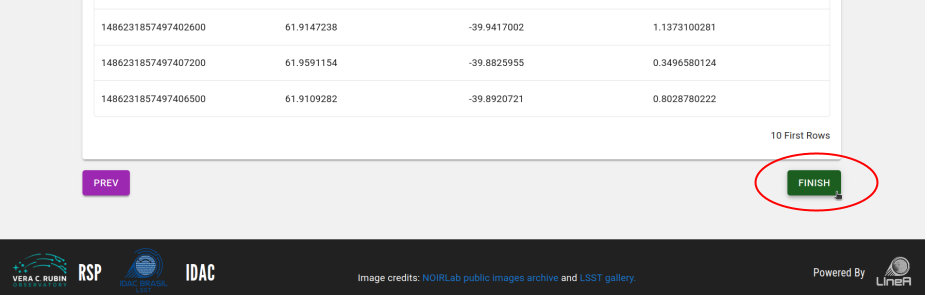 1486231857497402600 61.9147238 -39.9417002 1.1373100281
1486231857497407200 61.9591154 -39.8825955 0.3496580124
1486231857497406500 61.9109282 -39.8920721 0.8028780222
10 First Rows
PREV FINISH
VERA C. RUBIN
OBSERVATORY
RSP
IDAC BRASIL
LSST
IDAC
Image credits: NOIRLab public images archive and LSST gallery.
Powered By
LIneA